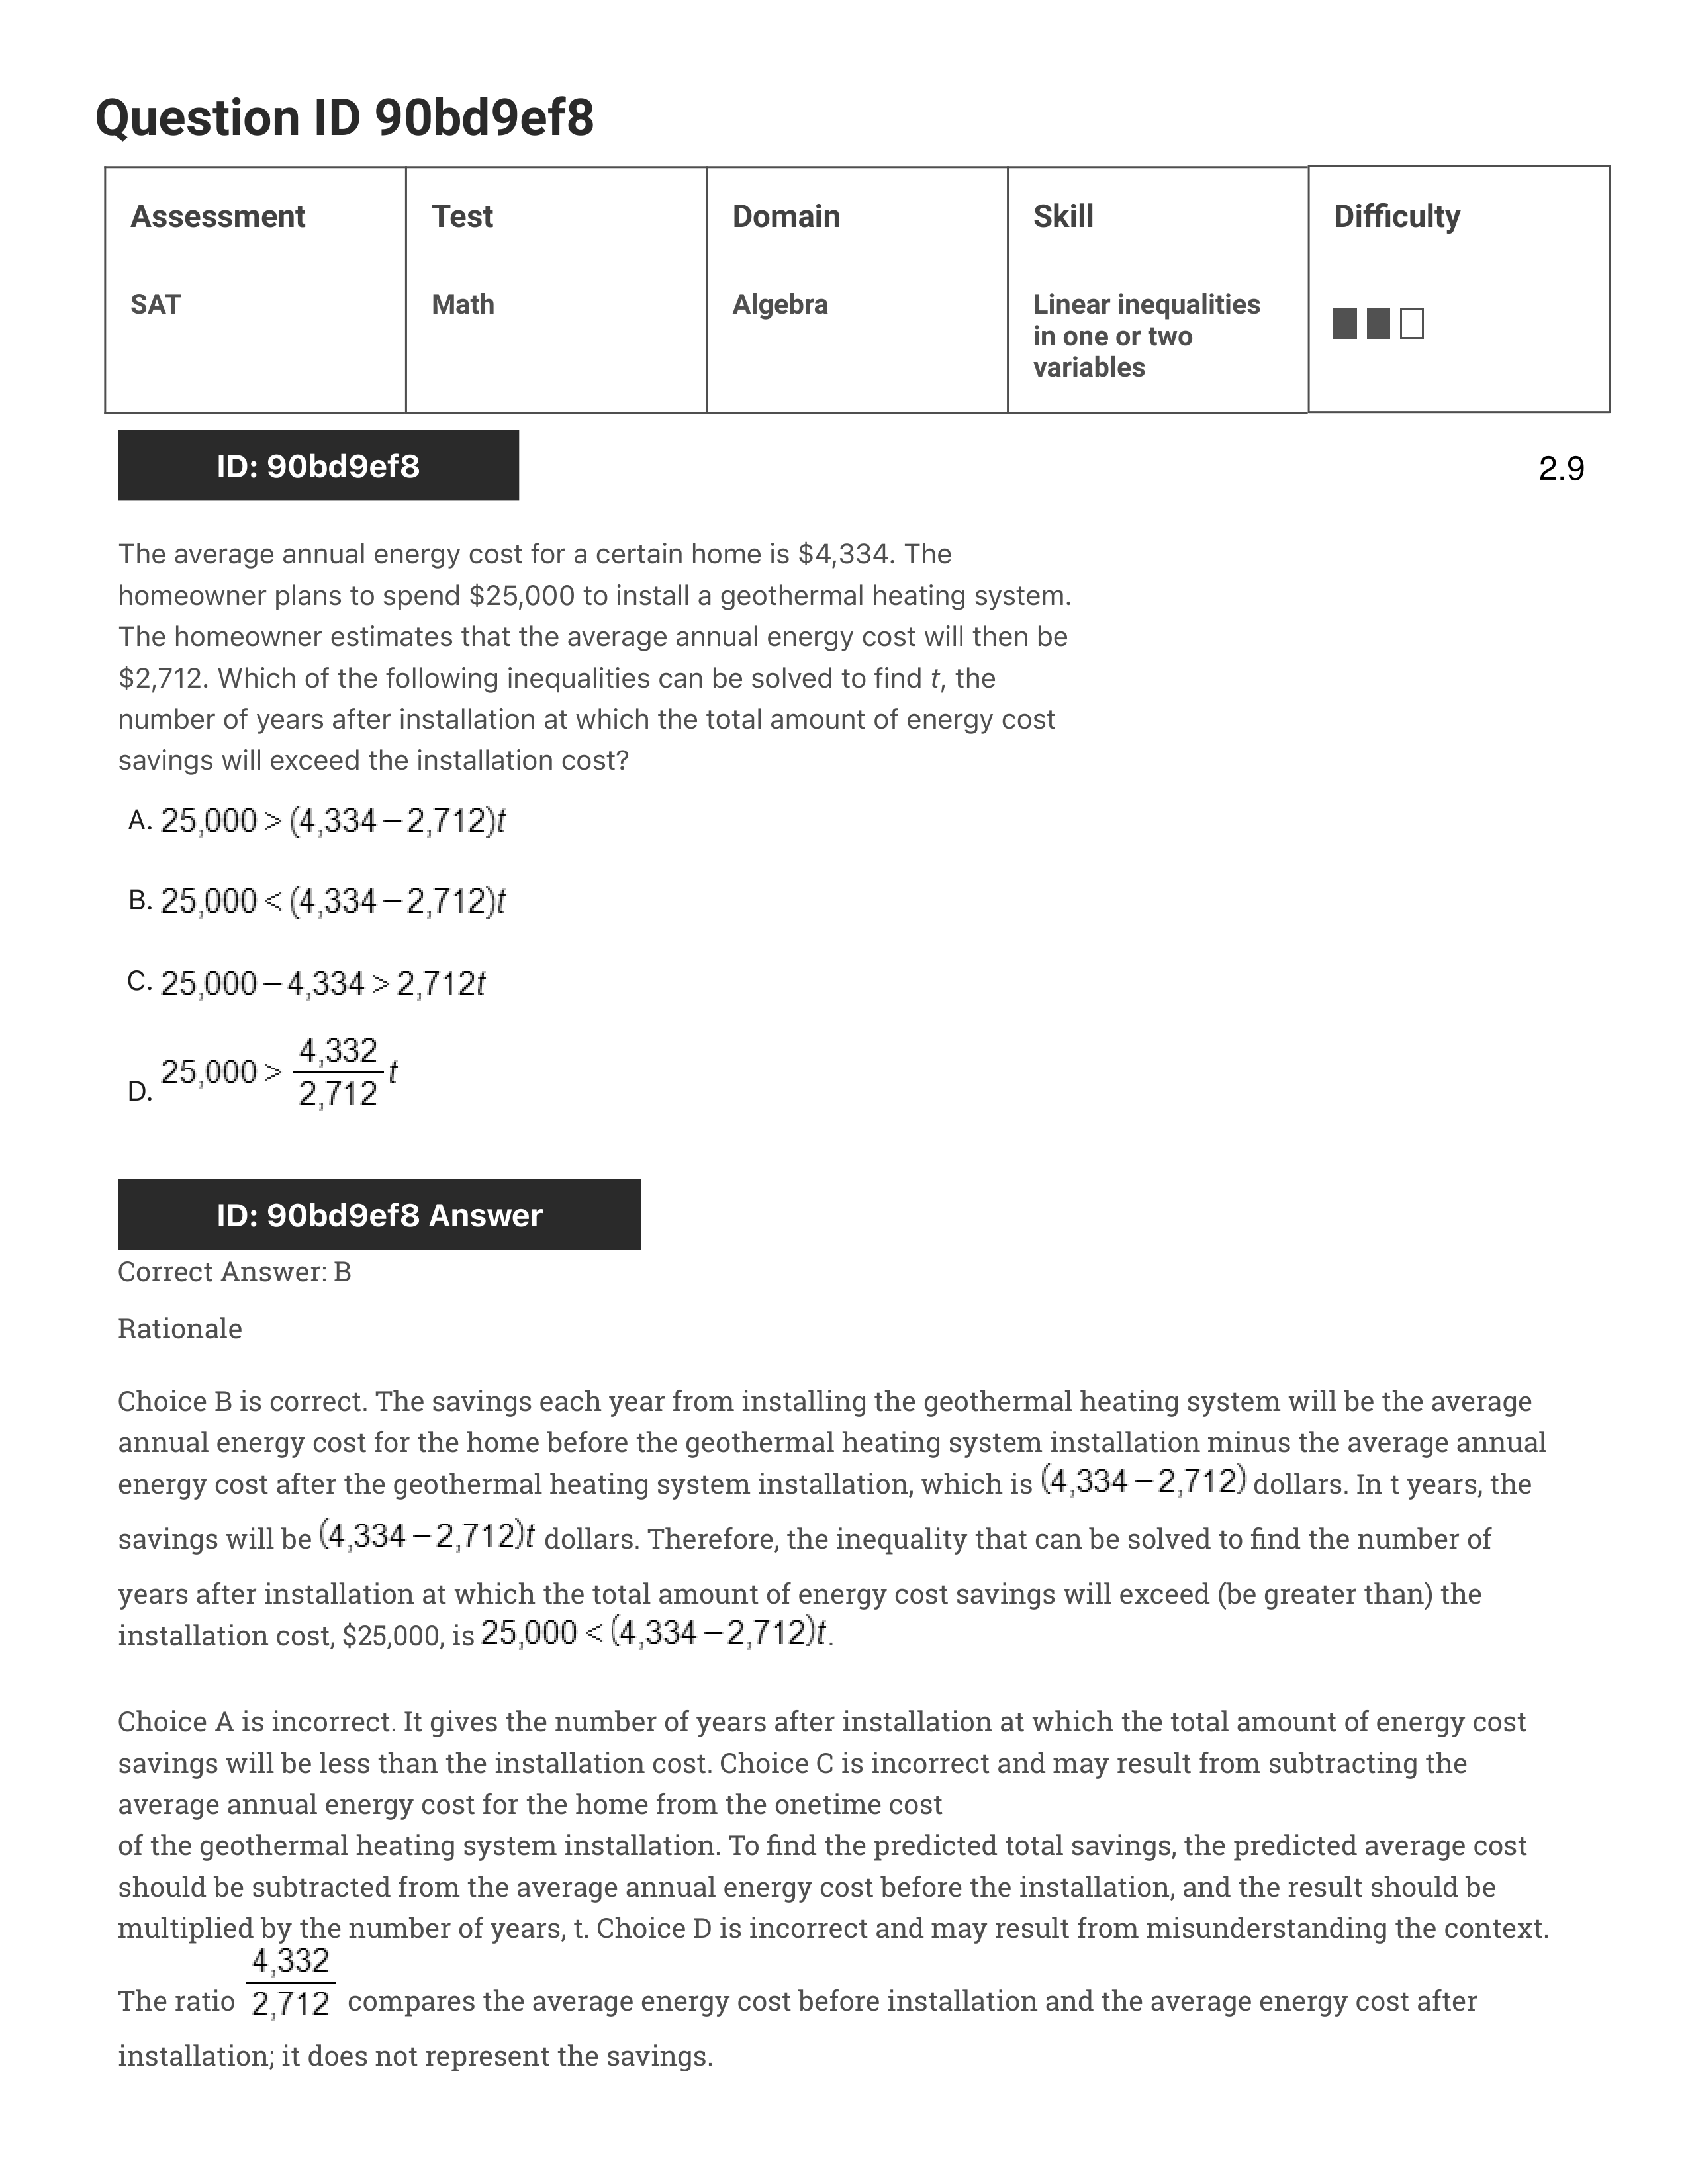 Question ID 90bd9ef8
Assessment
Test
Domain
Skill
Difficulty
SAT
Math
Algebra
Linear inequalities
in one or two
variables
ID: 90bd9ef8
2.9
The average annual energy cost for a certain home is $4,334. The
homeowner plans to spend $25,000 to install a geothermal heating system.
The homeowner estimates that the average annual energy cost will then be
$2,712. Which of the following inequalities can be solved to find t, the
number of years after installation at which the total amount of energy cost
savings will exceed the installation cost?
A. 25,000 > (4,334 − 2,712)t
B. 25,000 < (4,334 − 2,712)t
C. 25,000 − 4,334 > 2,712t
D. 25,000 > 4,332/2,712 t
ID: 90bd9ef8 Answer
Correct Answer: B
Rationale
Choice B is correct. The savings each year from installing the geothermal heating system will be the average
annual energy cost for the home before the geothermal heating system installation minus the average annual
energy cost after the geothermal heating system installation, which is (4,334 − 2,712) dollars. In t years, the
savings will be (4,334 − 2,712)t dollars. Therefore, the inequality that can be solved to find the number of
years after installation at which the total amount of energy cost savings will exceed (be greater than) the
installation cost, $25,000, is 25,000 < (4,334 − 2,712)t.
Choice A is incorrect. It gives the number of years after installation at which the total amount of energy cost
savings will be less than the installation cost. Choice C is incorrect and may result from subtracting the
average annual energy cost for the home from the onetime cost
of the geothermal heating system installation. To find the predicted total savings, the predicted average cost
should be subtracted from the average annual energy cost before the installation, and the result should be
multiplied by the number of years, t. Choice D is incorrect and may result from misunderstanding the context.
The ratio 4,332/2,712 compares the average energy cost before installation and the average energy cost after
installation; it does not represent the savings.